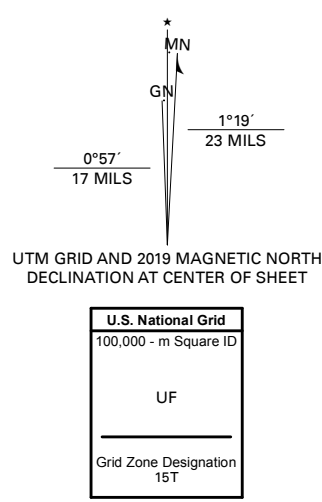 ★
MN
GN
1°19´
23 MILS
0°57´
17 MILS
UTM GRID AND 2019 MAGNETIC NORTH
DECLINATION AT CENTER OF SHEET
U.S. National Grid
100,000 - m Square ID
UF
Grid Zone Designation
15T